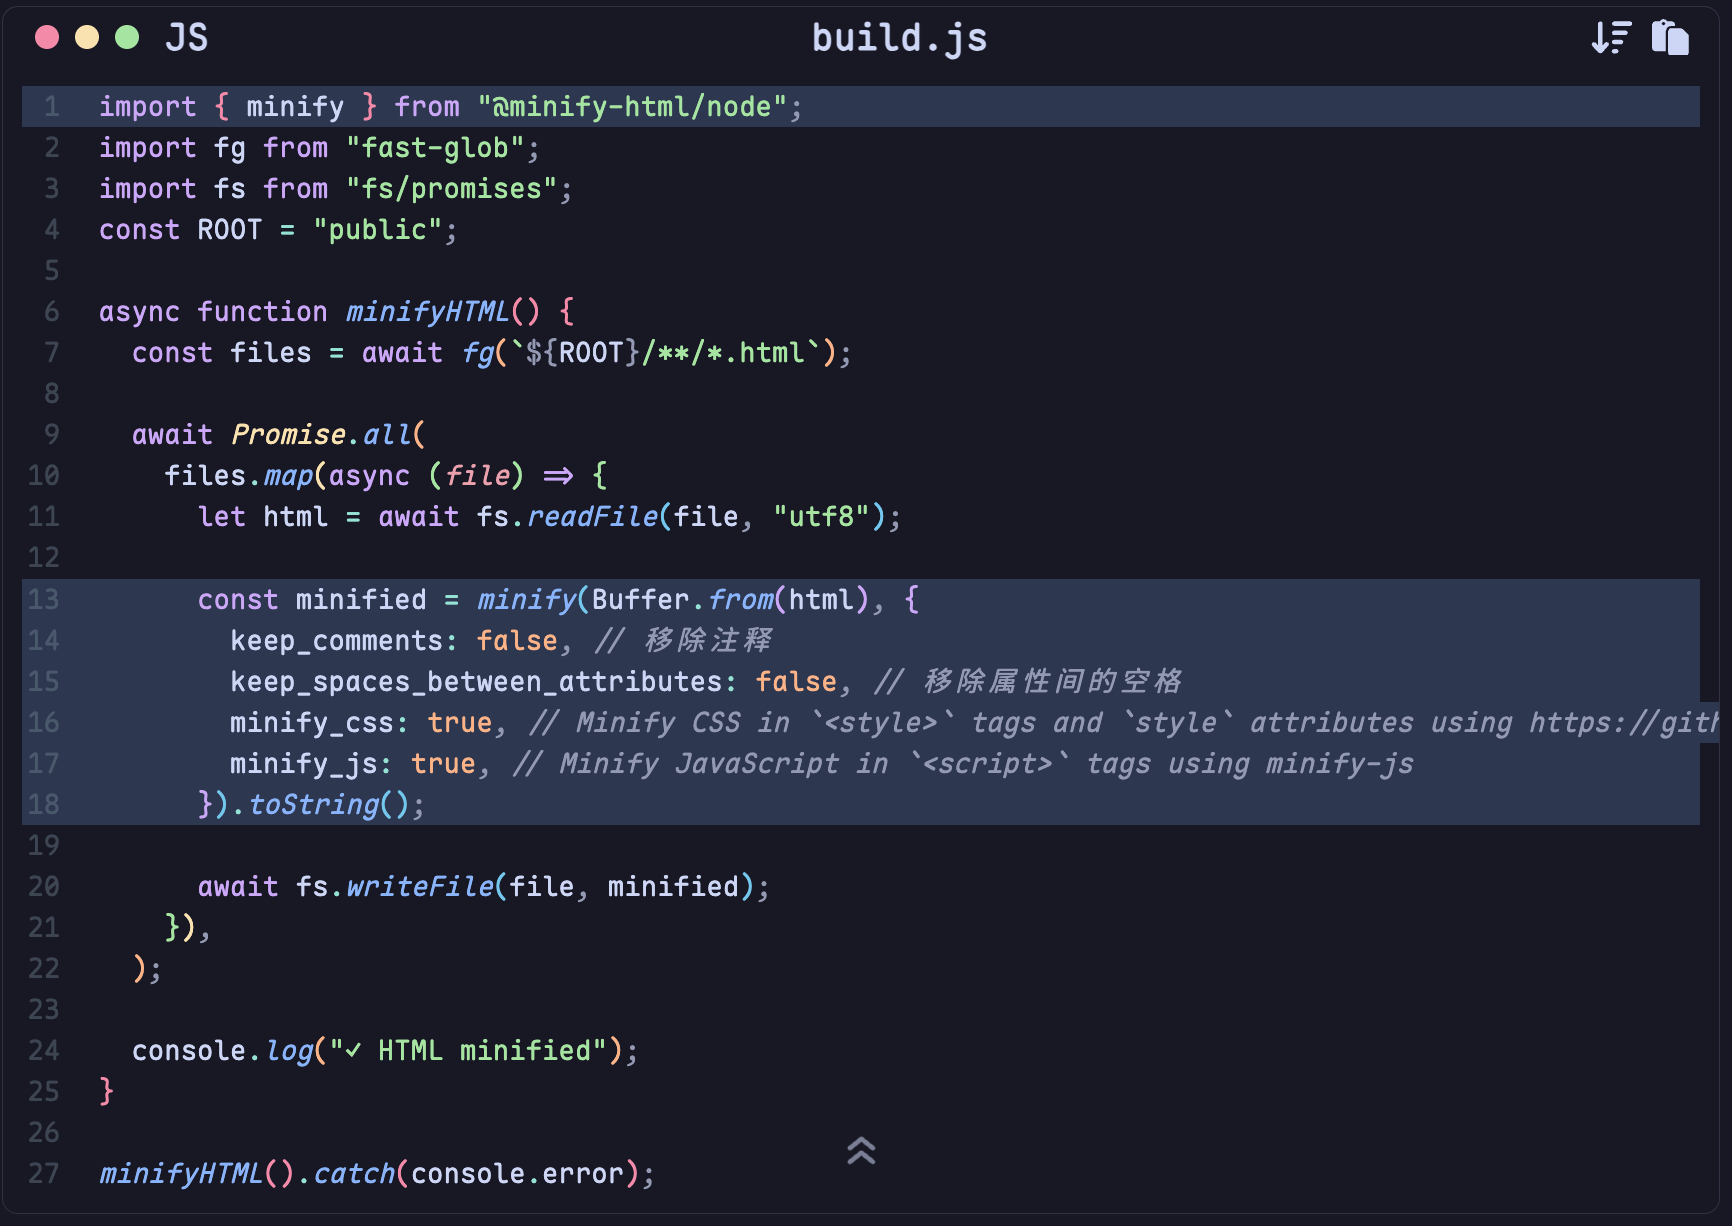 JS
build.js
1 import { minify } from "@minify-html/node";
2 import fg from "fast-glob";
3 import fs from "fs/promises";
4 const ROOT = "public";
5
6 async function minifyHTML() {
7   const files = await fg(`${ROOT}/**/*.html`);
8
9   await Promise.all(
10     files.map(async (file) => {
11       let html = await fs.readFile(file, "utf8");
12
13       const minified = minify(Buffer.from(html), {
14         keep_comments: false, // 移除注释
15         keep_spaces_between_attributes: false, // 移除属性间的空格
16         minify_css: true, // Minify CSS in `<style>` tags and `style` attributes using https://gith
17         minify_js: true, // Minify JavaScript in `<script>` tags using minify-js
18       }).toString();
19
20       await fs.writeFile(file, minified);
21     }),
22   );
23
24   console.log("✓ HTML minified");
25 }
26
27 minifyHTML().catch(console.error);